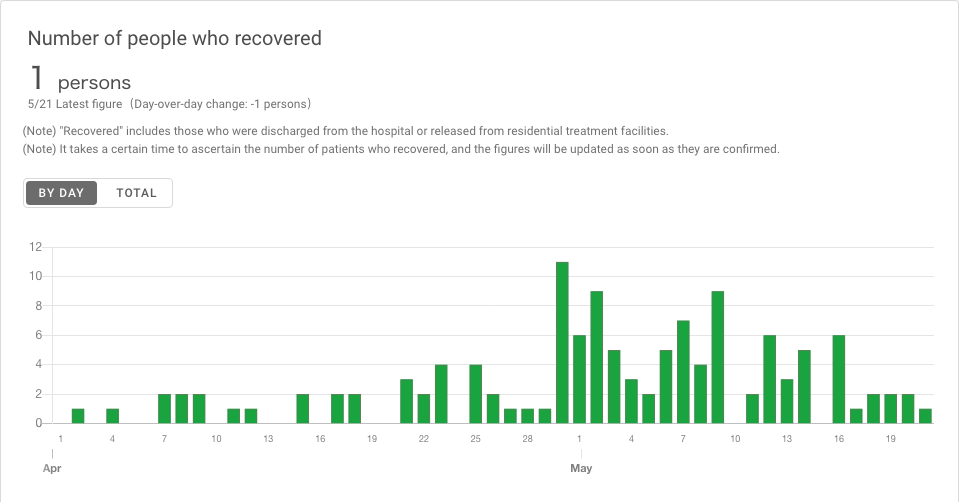 Number of people who recovered
1 persons
5/21 Latest figure（Day-over-day change: -1 persons）
(Note) "Recovered" includes those who were discharged from the hospital or released from residential treatment facilities.
(Note) It takes a certain time to ascertain the number of patients who recovered, and the figures will be updated as soon as they are confirmed.
BY DAY TOTAL
12
10
8
6
4
2
0
1 4 7 10 13 16 19 22 25 28 1 4 7 10 13 16 19
Apr May